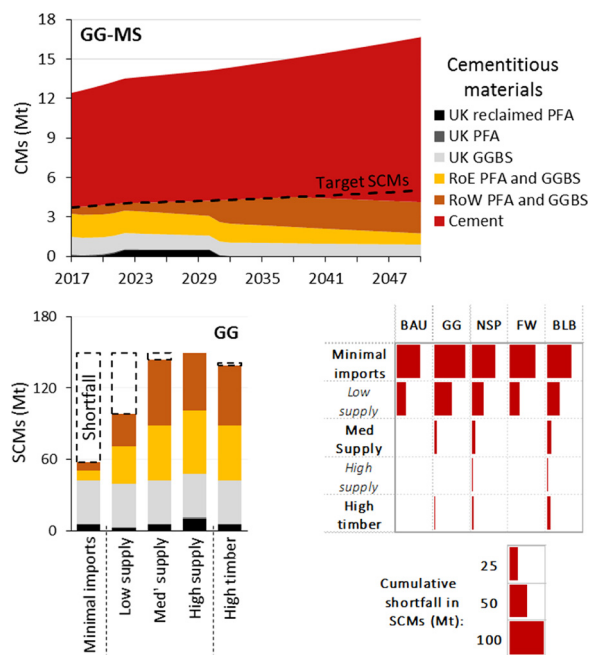 GG-MS
18
15
12
9
6
3
0
CMs (Mt)
Target SCMs
2017
2023
2029
2035
2041
2047
Cementitious
materials
UK reclaimed PFA
UK PFA
UK GGBS
RoE PFA and GGBS
RoW PFA and GGBS
Cement
GG
180
120
60
0
SCMs (Mt)
Shortfall
Minimal imports
Low supply
Med' supply
High supply
High timber
BAU
GG
NSP
FW
BLB
Minimal
imports
Low
supply
Med
Supply
High
supply
High
timber
Cumulative
shortfall in
SCMs (Mt):
25
50
100